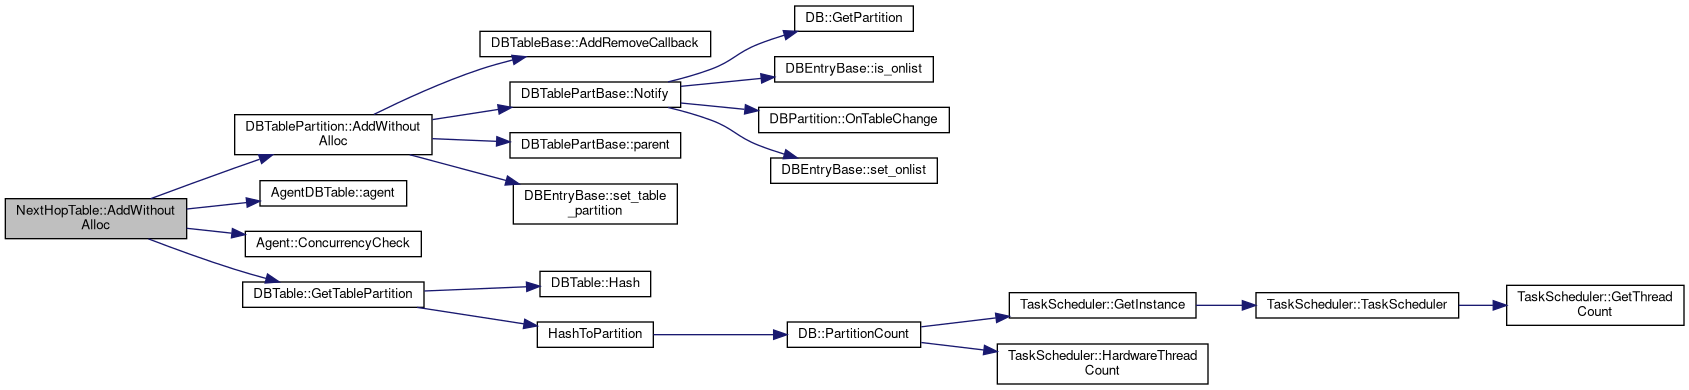 NextHopTable::AddWithout
Alloc
DBTablePartition::AddWithout
Alloc
AgentDBTable::agent
Agent::ConcurrencyCheck
DBTable::GetTablePartition
DBTableBase::AddRemoveCallback
DBTablePartBase::Notify
DBTablePartBase::parent
DBEntryBase::set_table
_partition
DBTable::Hash
HashToPartition
DB::GetPartition
DBEntryBase::is_onlist
DBPartition::OnTableChange
DBEntryBase::set_onlist
DB::PartitionCount
TaskScheduler::GetInstance
TaskScheduler::HardwareThread
Count
TaskScheduler::TaskScheduler
TaskScheduler::GetThread
Count